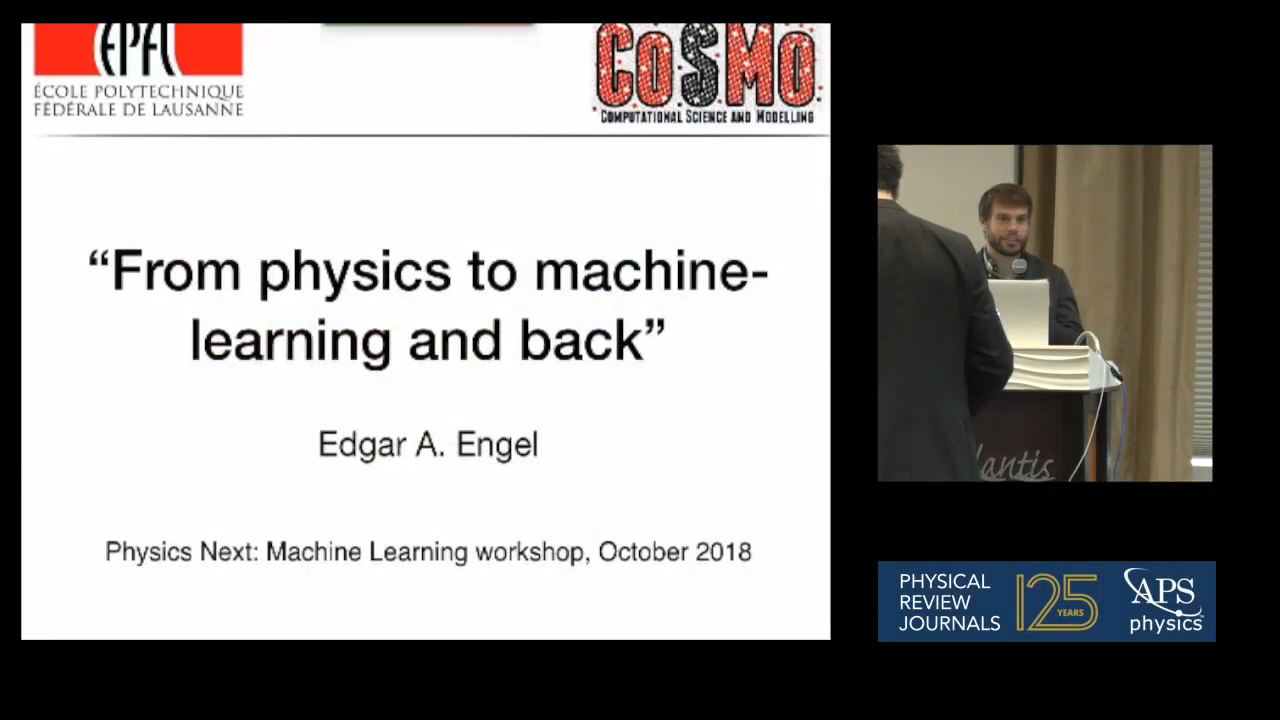 EPFL
ÉCOLE POLYTECHNIQUE
FÉDÉRALE DE LAUSANNE
COSMO
COMPUTATIONAL SCIENCE AND MODELLING
“From physics to machine-
learning and back”
Edgar A. Engel
Physics Next: Machine Learning workshop, October 2018
lantis
PHYSICAL
REVIEW
JOURNALS
125
YEARS
APS
physics